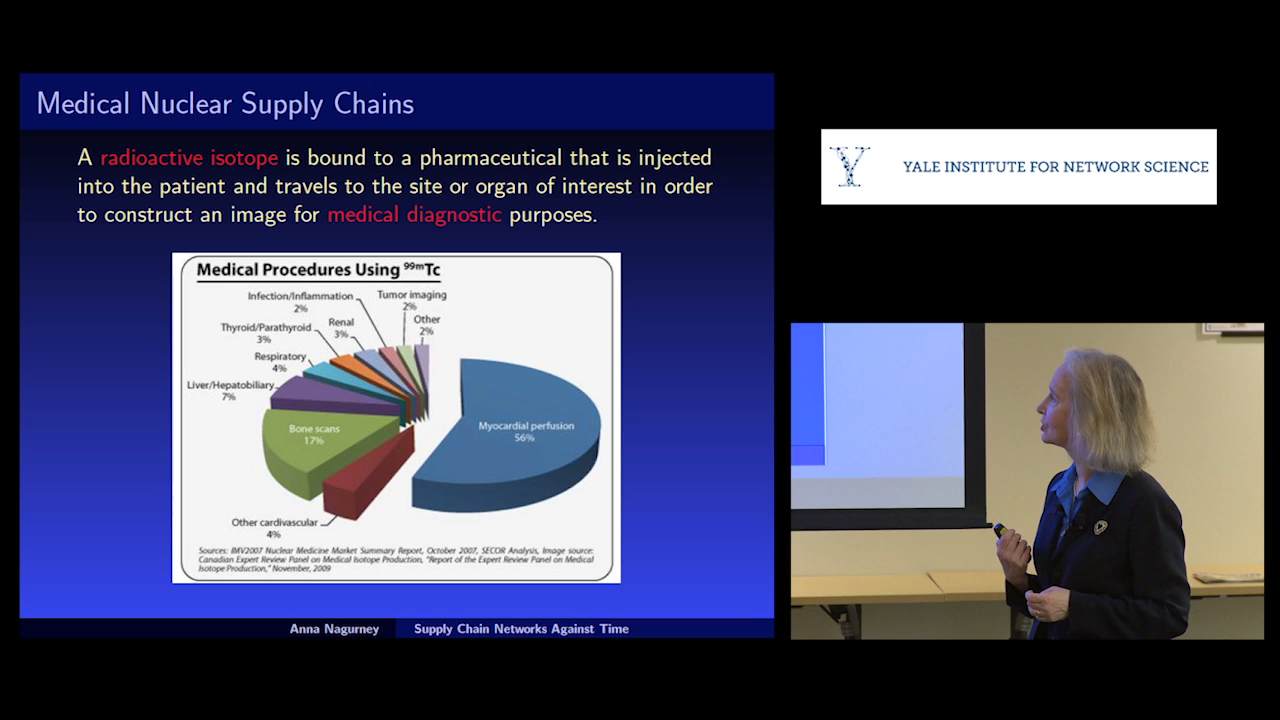 Medical Nuclear Supply Chains
A radioactive isotope is bound to a pharmaceutical that is injected
into the patient and travels to the site or organ of interest in order
to construct an image for medical diagnostic purposes.
Medical Procedures Using ⁹⁹ᵐTc
Infection/Inflammation
2%
Tumor imaging
2%
Thyroid/Parathyroid
3%
Renal
3%
Other
2%
Respiratory
4%
Liver/Hepatobiliary
7%
Bone scans
17%
Myocardial perfusion
56%
Other cardiovascular
4%
Sources: IMV2007 Nuclear Medicine Market Summary Report, October 2007, SECOR Analysis, Image source:
Canadian Expert Review Panel on Medical Isotope Production, "Report of the Expert Review Panel on Medical
Isotope Production," November, 2009
Anna Nagurney
Supply Chain Networks Against Time
YALE INSTITUTE FOR NETWORK SCIENCE